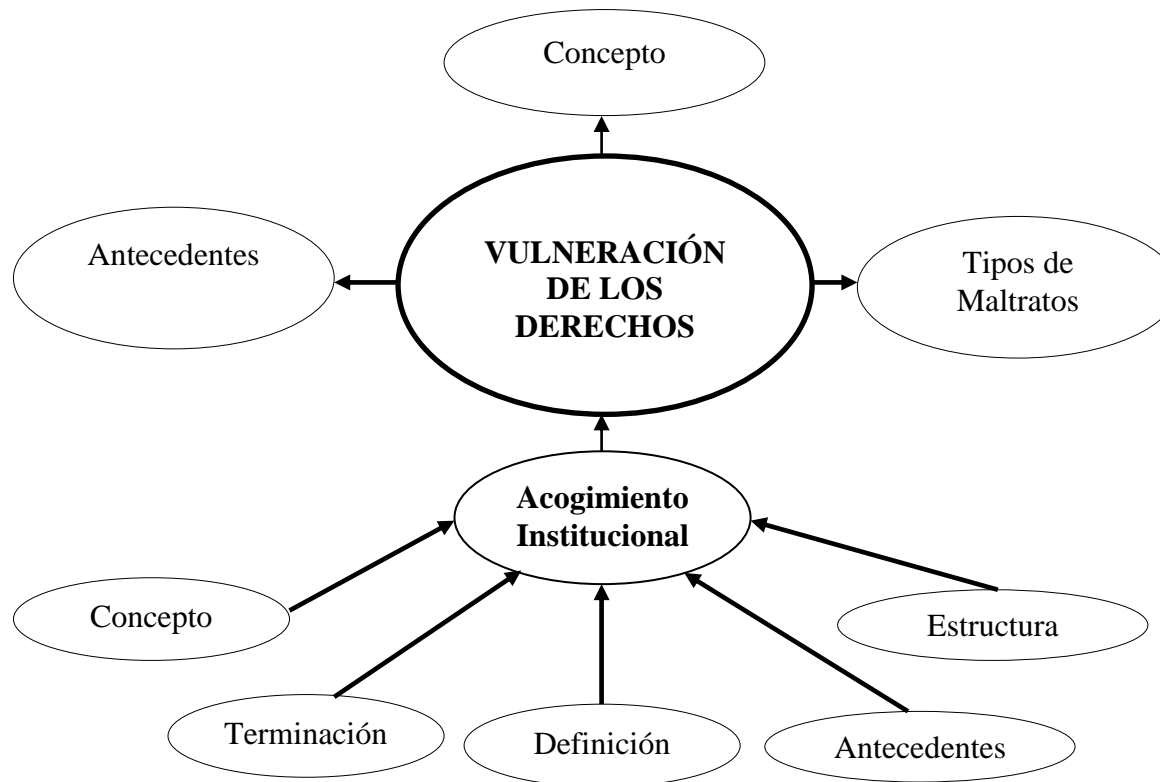 Concepto
Antecedentes
VULNERACIÓN
DE LOS
DERECHOS
Tipos de
Maltratos
Acogimiento
Institucional
Concepto
Estructura
Terminación
Definición
Antecedentes